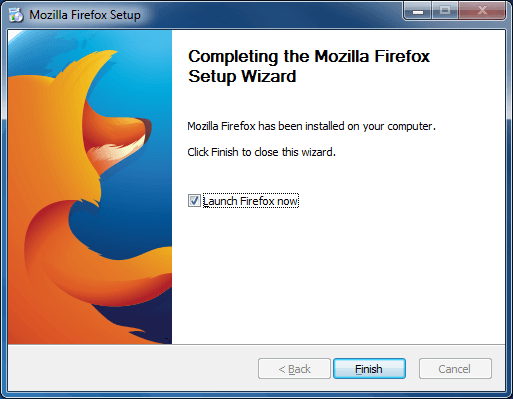 Mozilla Firefox Setup
Completing the Mozilla Firefox
Setup Wizard
Mozilla Firefox has been installed on your computer.
Click Finish to close this wizard.
Launch Firefox now
< Back
Finish
Cancel